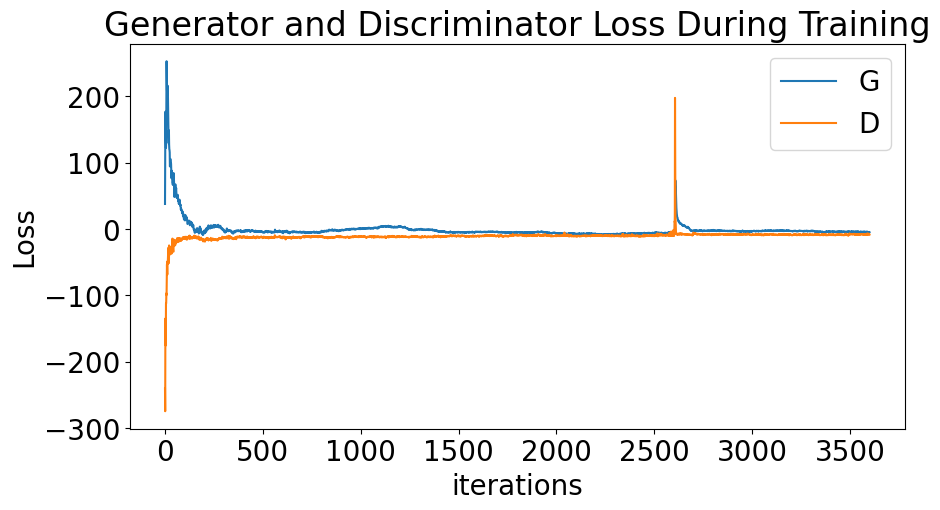 Generator and Discriminator Loss During Training
G
D
200
100
0
−100
−200
−300
Loss
0 500 1000 1500 2000 2500 3000 3500
iterations